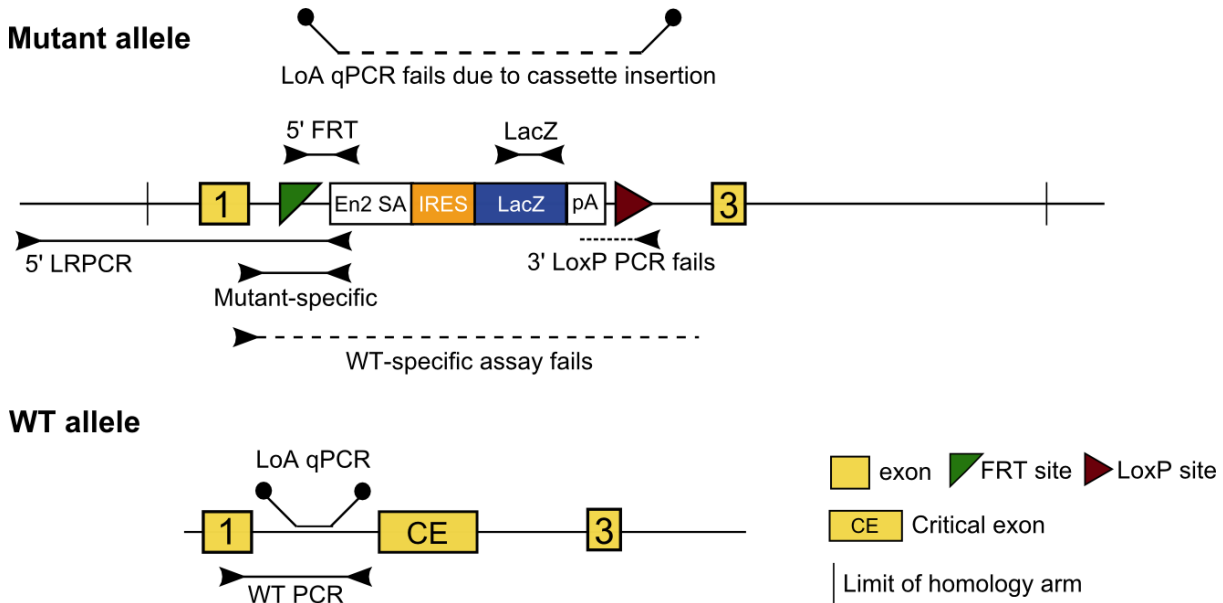 Mutant allele
LoA qPCR fails due to cassette insertion
5' FRT
LacZ
1
En2 SA
IRES
LacZ
pA
3
5' LRPCR
3' LoxP PCR fails
Mutant-specific
WT-specific assay fails
WT allele
LoA qPCR
1
CE
3
WT PCR
exon
FRT site
LoxP site
CE
Critical exon
Limit of homology arm